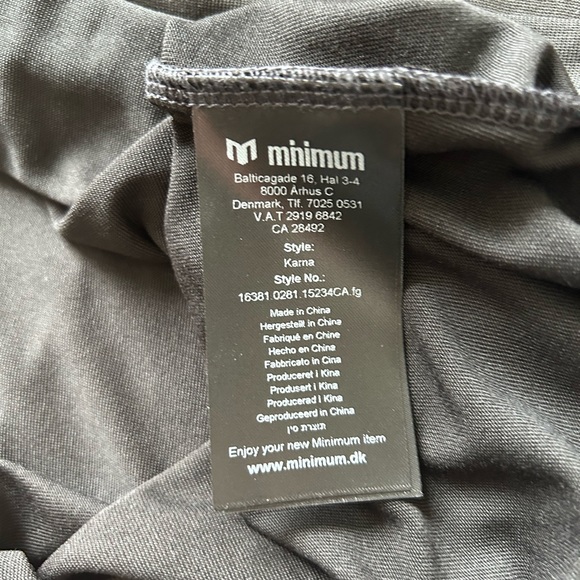 minimum
Balticagade 16, Hal 3-4
8000 Århus C
Denmark, Tlf. 7025 0531
V.A.T 2919 6842
CA 28492
Style:
Karna
Style No.:
16381.0281.15234CA.fg
Made in China
Hergestellt in China
Fabriqué en Chine
Hecho en China
Fabbricato in Cina
Produceret i Kina
Produsert i Kina
Producerad i Kina
Geproduceerd in China
תוצרת סין
Enjoy your new Minimum item
www.minimum.dk